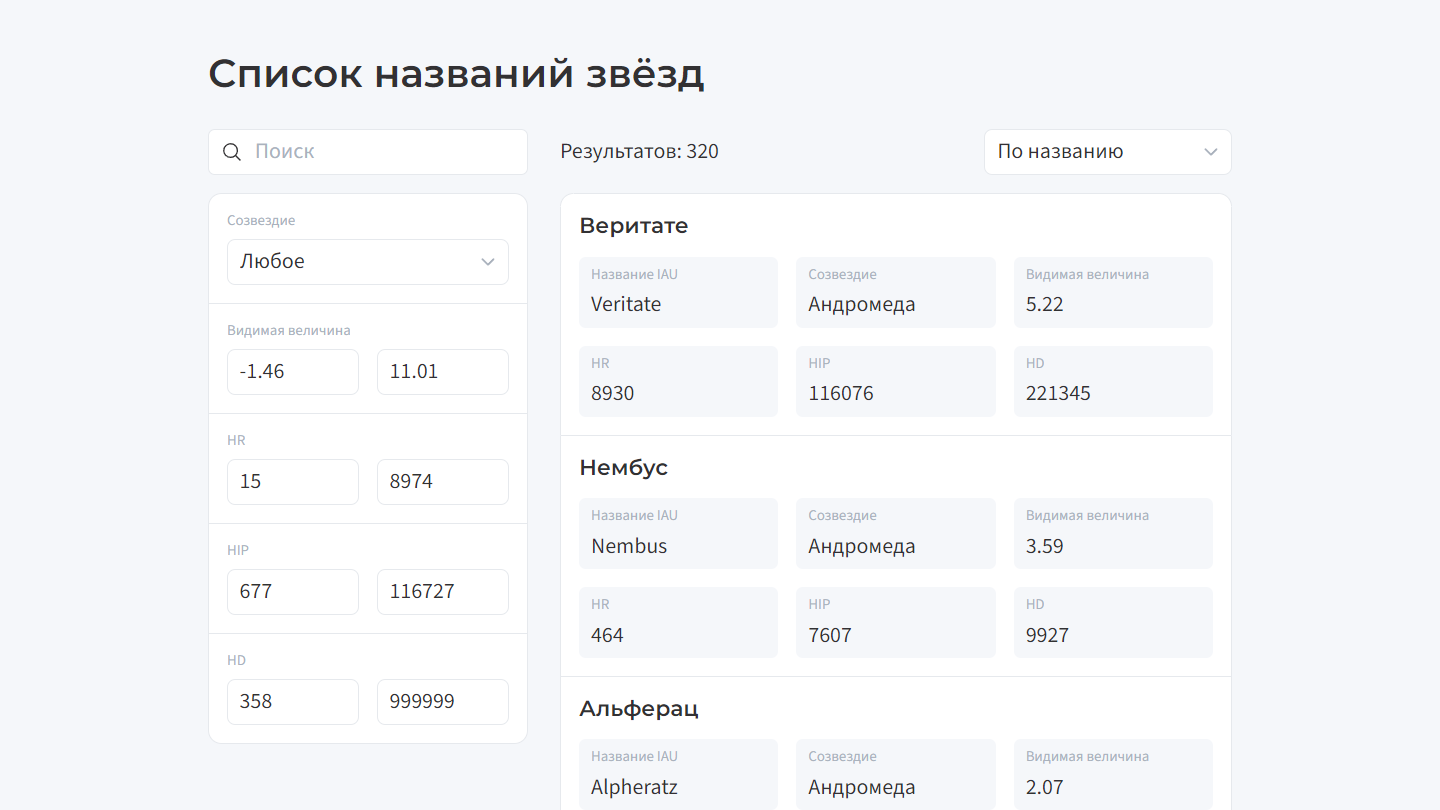 Список названий звёзд
Поиск
Результатов: 320
По названию
Созвездие
Любое
Видимая величина
-1.46 11.01
HR
15 8974
HIP
677 116727
HD
358 999999
Веритате
Название IAU Созвездие Видимая величина
Veritate Андромеда 5.22
HR HIP HD
8930 116076 221345
Нембус
Название IAU Созвездие Видимая величина
Nembus Андромеда 3.59
HR HIP HD
464 7607 9927
Альферац
Название IAU Созвездие Видимая величина
Alpheratz Андромеда 2.07